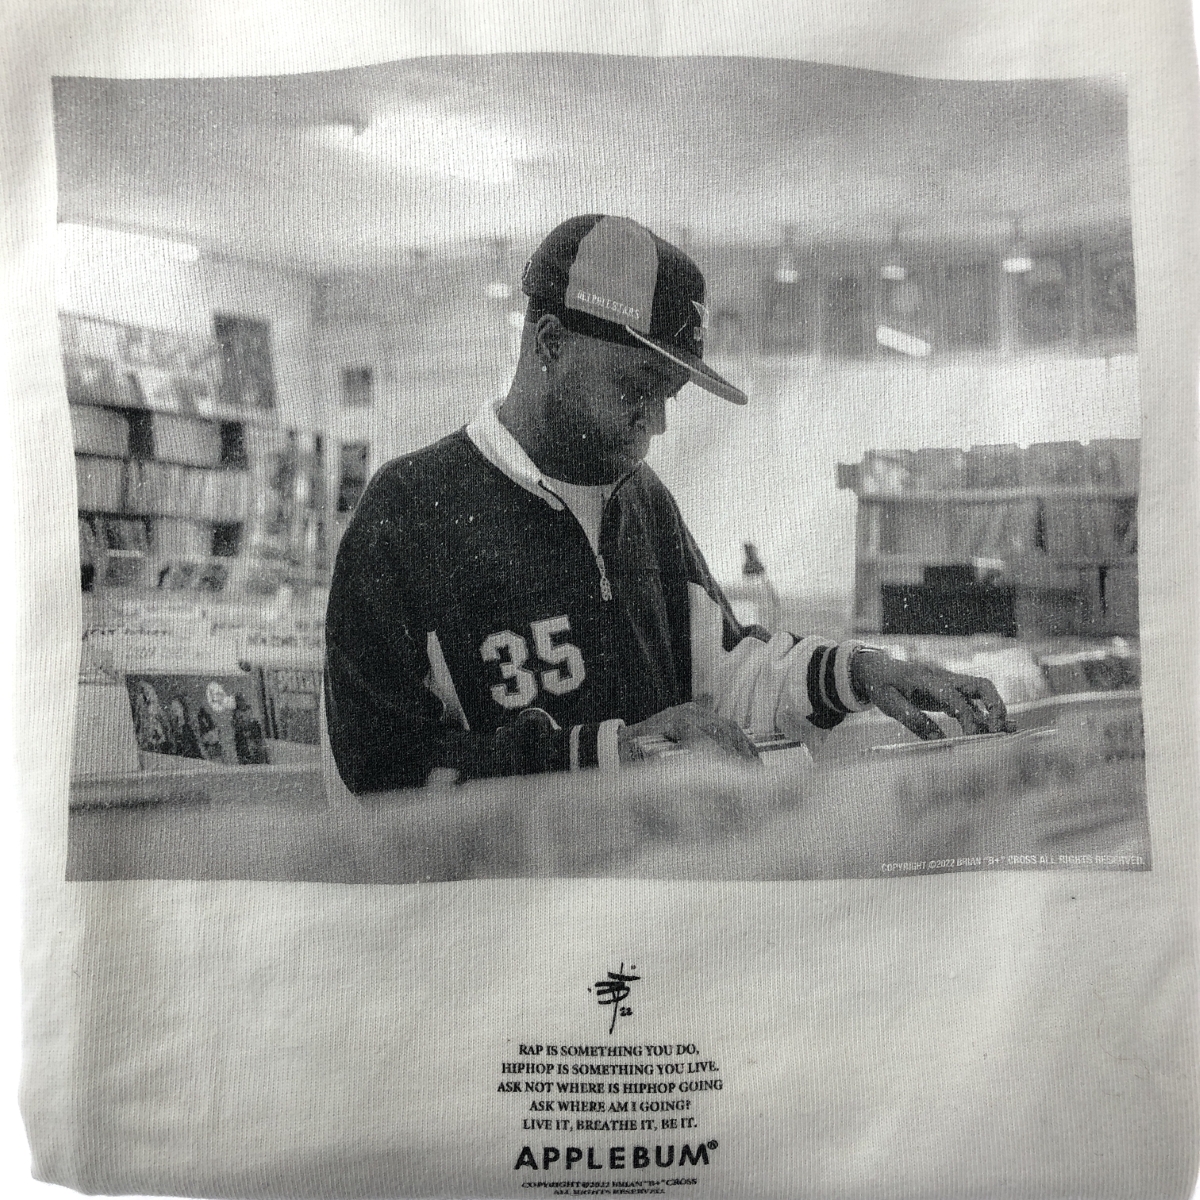 35
COPYRIGHT ©2022 BRIAN "B+" CROSS ALL RIGHTS RESERVED.
22
RAP IS SOMETHING YOU DO,
HIPHOP IS SOMETHING YOU LIVE.
ASK NOT WHERE IS HIPHOP GOING
ASK WHERE AM I GOING?
LIVE IT, BREATHE IT, BE IT.
APPLEBUM®
COPYRIGHT©2022 BRIAN "B+" CROSS
ALL RIGHTS RESERVED.